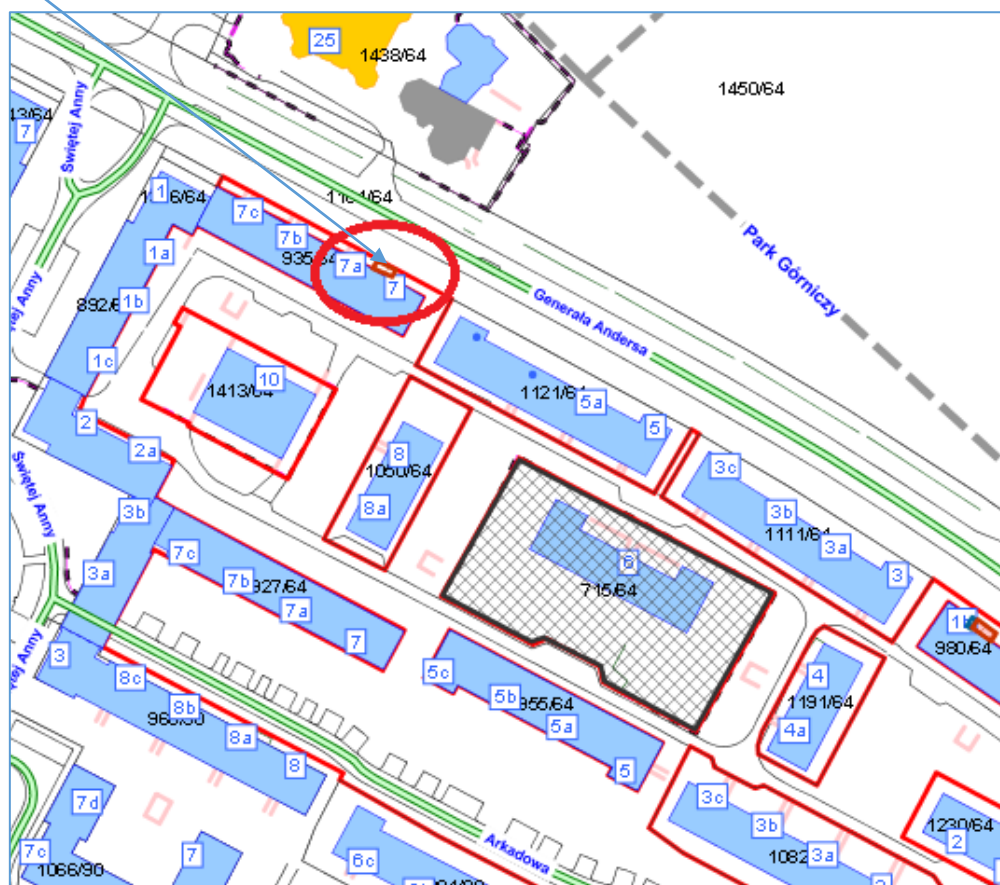 25
1438/64
1450/64
7
Świętej Anny
1
7c
7b
935/64
7a
7
1a
1b
1c
Generała Andersa
Park Górniczy
10
1413/64
1121/64
5a
5
2
2a
8
1050/64
8a
3c
3b
1111/64
3a
3
Świętej Anny
3b
3a
7c
7b
927/64
7a
7
6
715/64
1b
980/64
4
1191/64
4a
5c
5b
955/64
5a
5
3
8c
8b
8a
8
3c
3b
3a
1230/64
2
7d
7c
7
1066/90
6c
Arkadowa